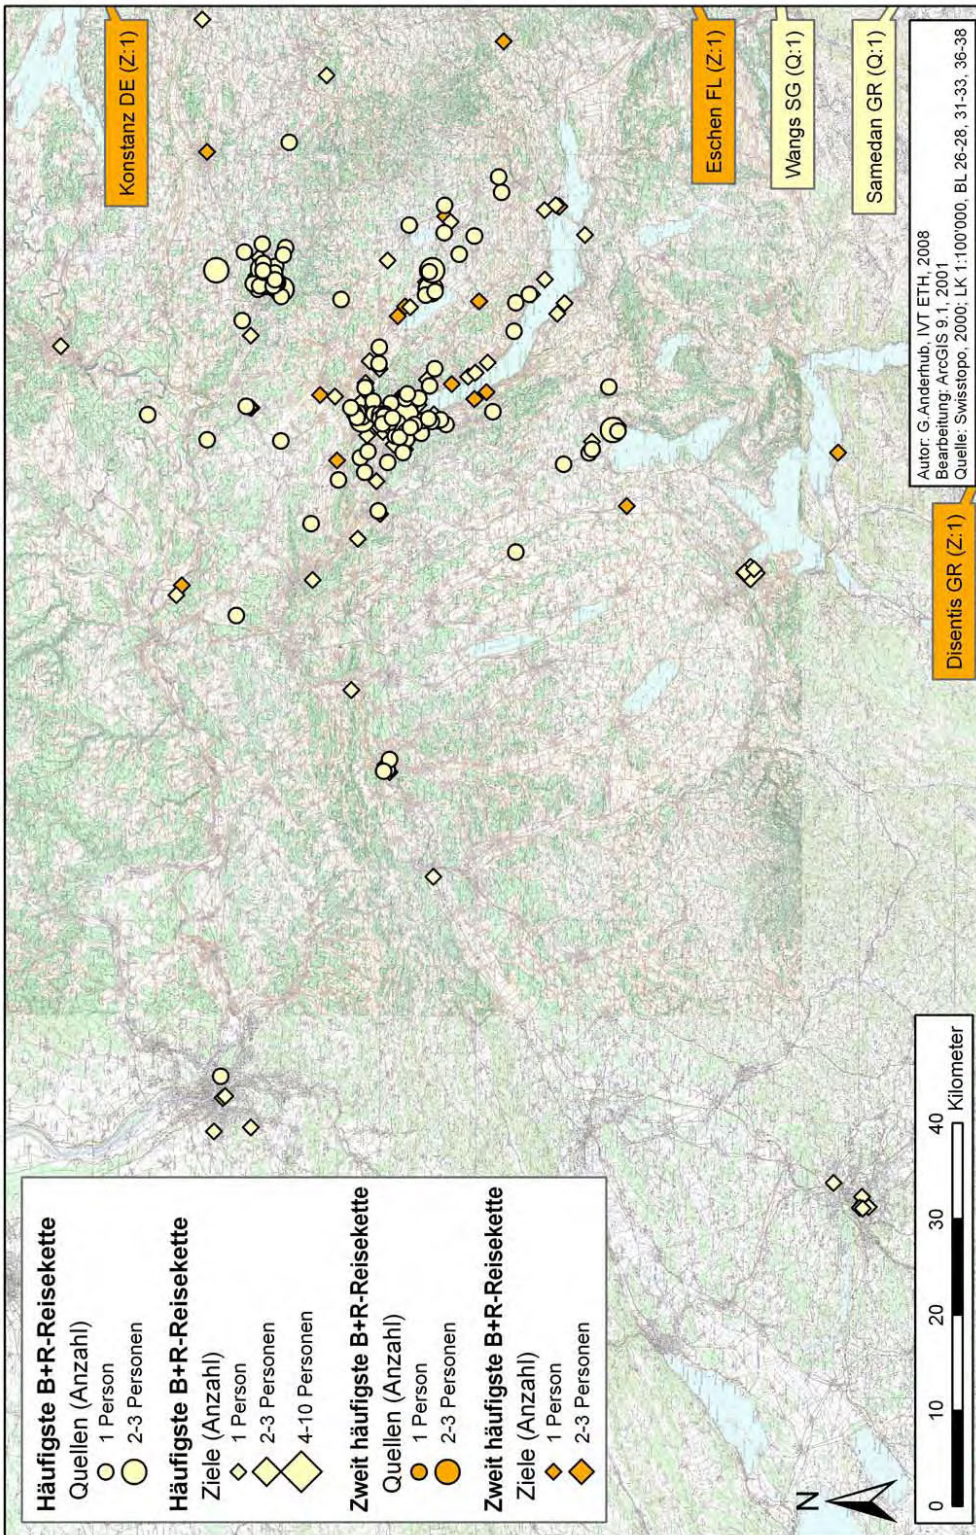 Häufigste B+R-Reisekette
Quellen (Anzahl)
1 Person
2-3 Personen
Häufigste B+R-Reisekette
Ziele (Anzahl)
1 Person
2-3 Personen
4-10 Personen
Zweit häufigste B+R-Reisekette
Quellen (Anzahl)
1 Person
2-3 Personen
Zweit häufigste B+R-Reisekette
Ziele (Anzahl)
1 Person
2-3 Personen
N
0 10 20 30 40
Kilometer
Konstanz DE (Z:1)
Eschen FL (Z:1)
Wangs SG (Q:1)
Samedan GR (Q:1)
Disentis GR (Z:1)
Autor: G.Anderhub, IVT ETH, 2008
Bearbeitung: ArcGIS 9.1, 2001
Quelle: Swisstopo, 2000; LK 1:100'000, BL 26-28, 31-33, 36-38